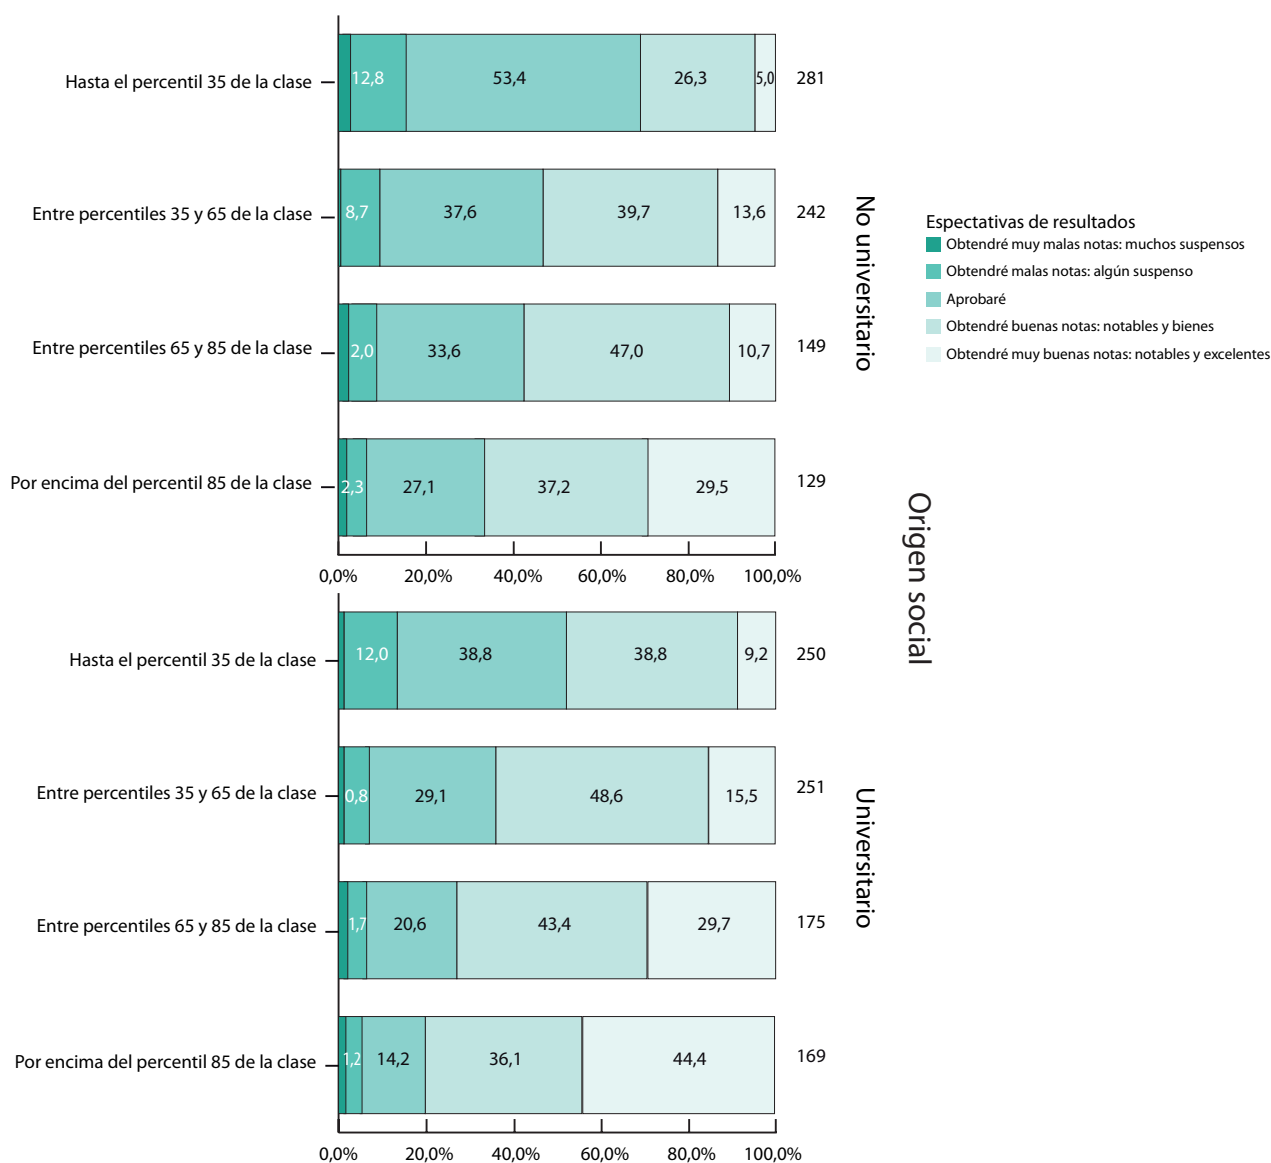 Hasta el percentil 35 de la clase 12,8 53,4 26,3 5,0 281
Entre percentiles 35 y 65 de la clase 8,7 37,6 39,7 13,6 242
Entre percentiles 65 y 85 de la clase 2,0 33,6 47,0 10,7 149
Por encima del percentil 85 de la clase 2,3 27,1 37,2 29,5 129
0,0% 20,0% 40,0% 60,0% 80,0% 100,0%
No universitario
Hasta el percentil 35 de la clase 12,0 38,8 38,8 9,2 250
Entre percentiles 35 y 65 de la clase 0,8 29,1 48,6 15,5 251
Entre percentiles 65 y 85 de la clase 1,7 20,6 43,4 29,7 175
Por encima del percentil 85 de la clase 1,2 14,2 36,1 44,4 169
0,0% 20,0% 40,0% 60,0% 80,0% 100,0%
Universitario
Origen social
Espectativas de resultados
Obtendré muy malas notas: muchos suspensos
Obtendré malas notas: algún suspenso
Aprobaré
Obtendré buenas notas: notables y bienes
Obtendré muy buenas notas: notables y excelentes